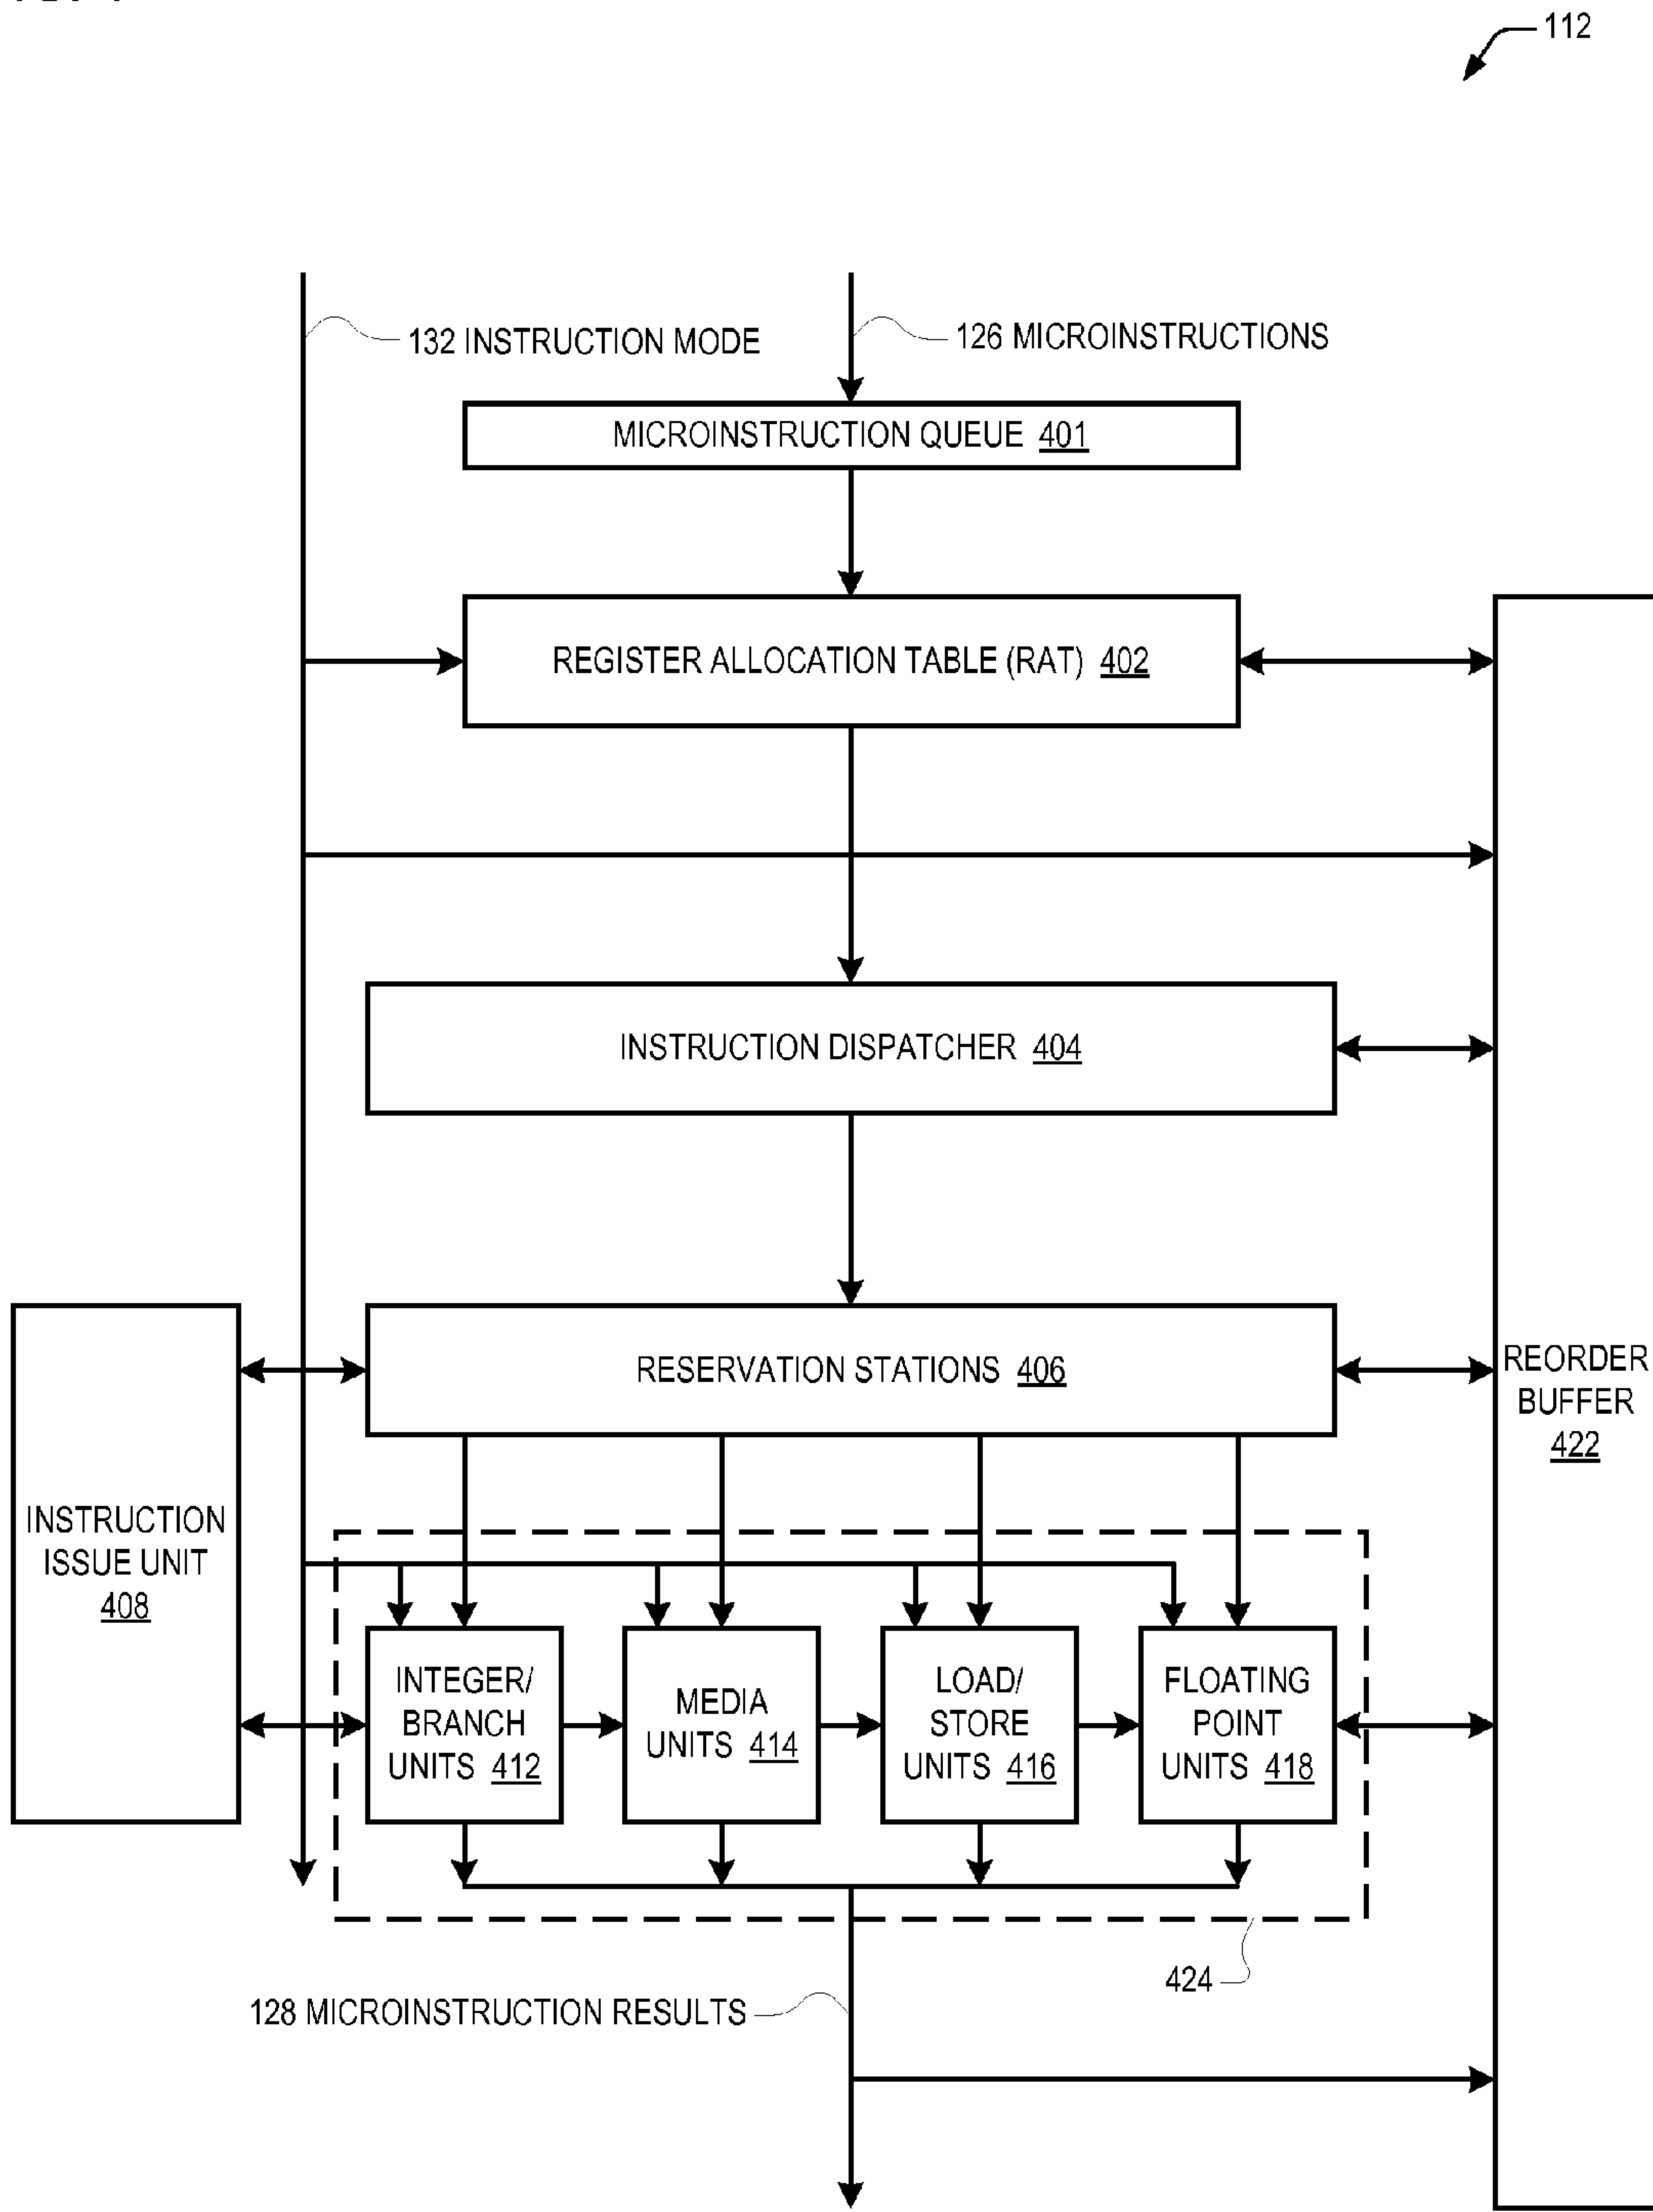 112
132 INSTRUCTION MODE
126 MICROINSTRUCTIONS
MICROINSTRUCTION QUEUE 401
REGISTER ALLOCATION TABLE (RAT) 402
INSTRUCTION DISPATCHER 404
RESERVATION STATIONS 406
REORDER
BUFFER
422
INSTRUCTION
ISSUE UNIT
408
INTEGER/
BRANCH
UNITS 412
MEDIA
UNITS 414
LOAD/
STORE
UNITS 416
FLOATING
POINT
UNITS 418
424
128 MICROINSTRUCTION RESULTS